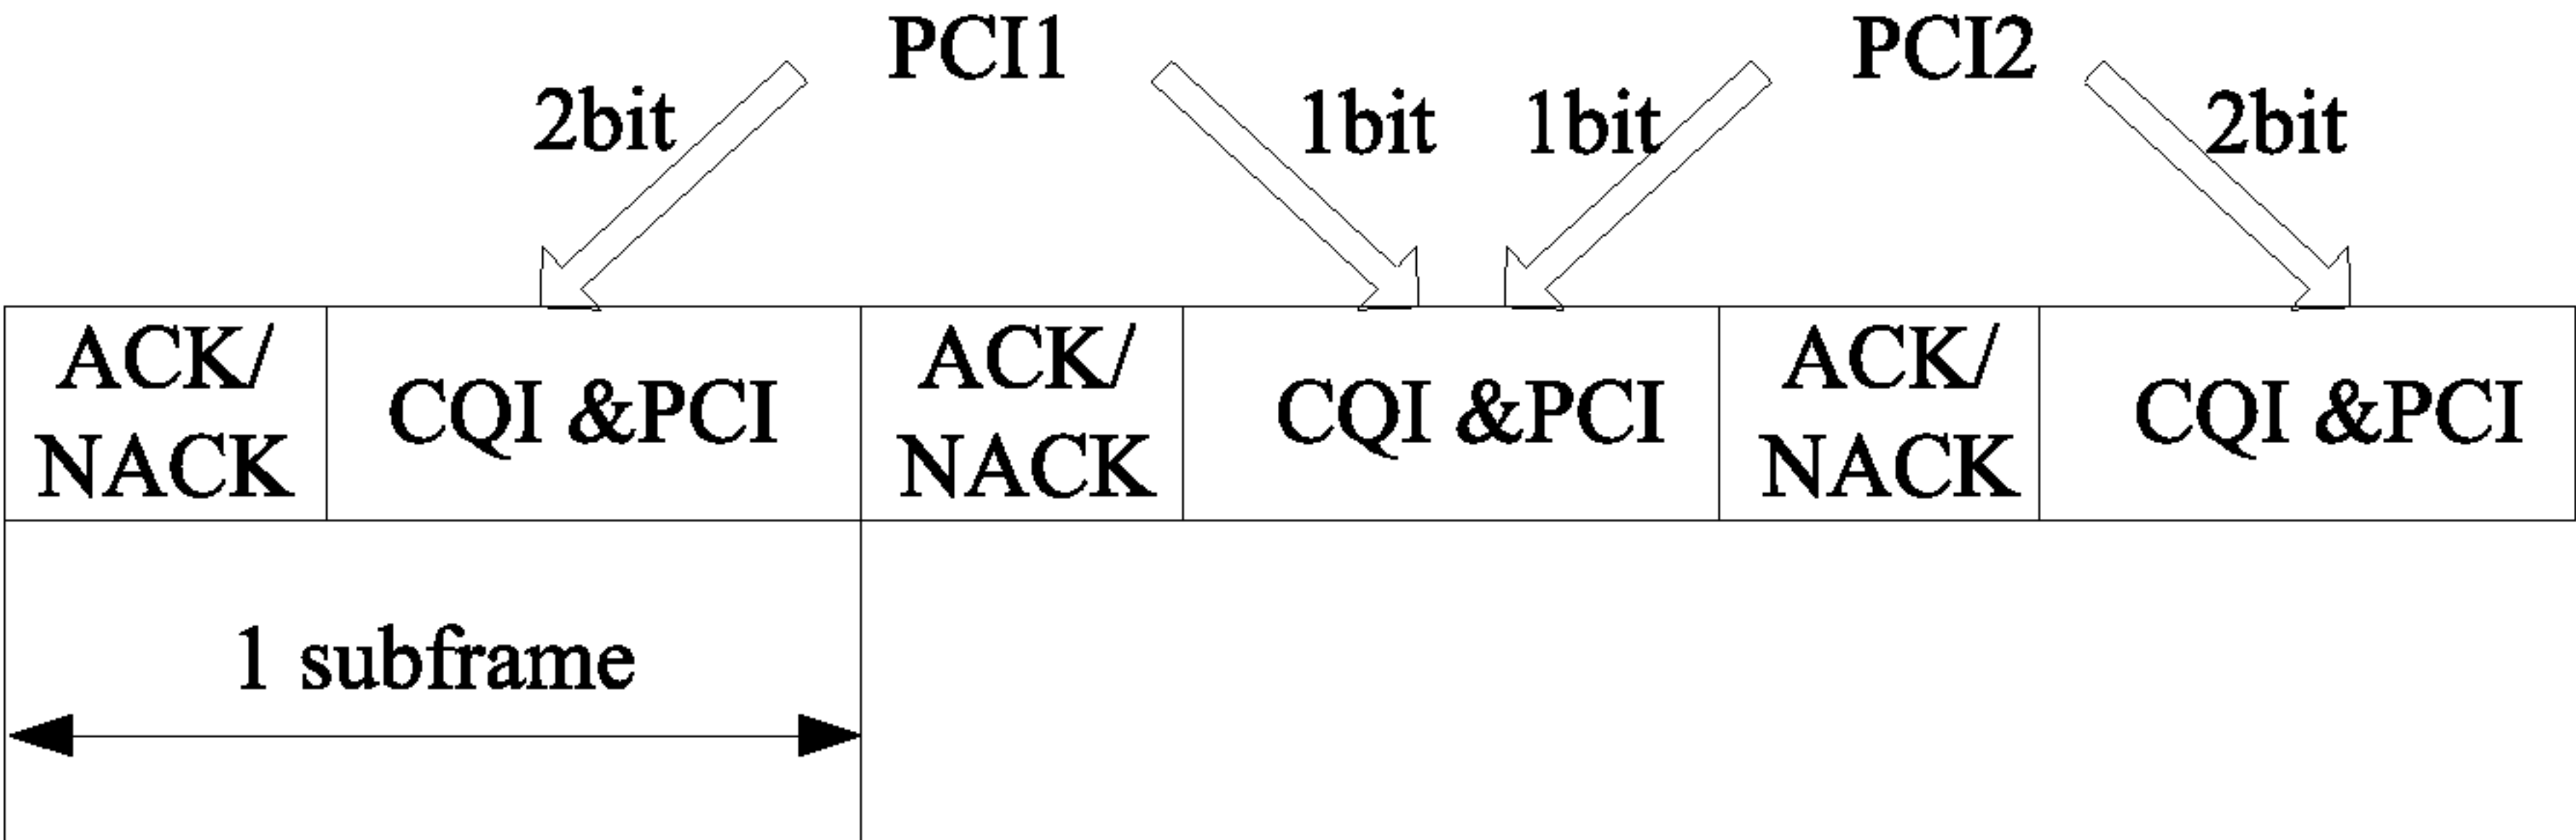 PCI1 PCI2
2bit 1bit 1bit 2bit
ACK/ ACK/ ACK/
CQI &PCI CQI &PCI CQI &PCI
NACK NACK NACK
1 subframe